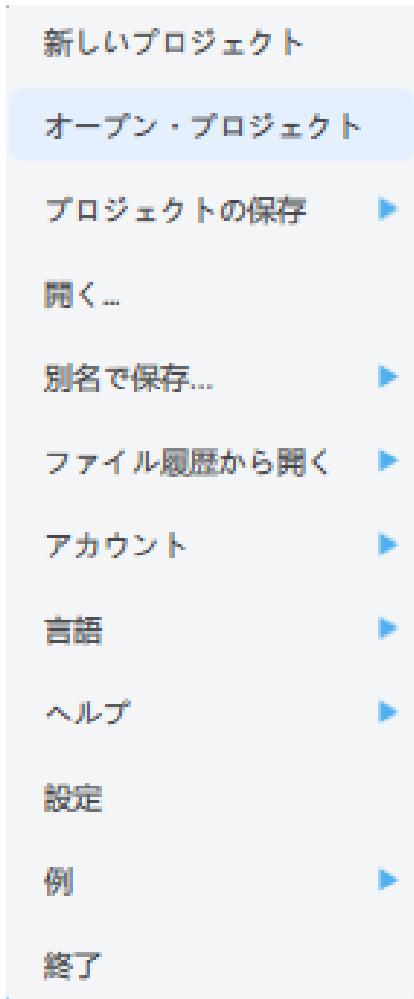 新しいプロジェクト
オープン・プロジェクト
プロジェクトの保存
開く...
別名で保存...
ファイル履歴から開く
アカウント
言語
ヘルプ
設定
例
終了